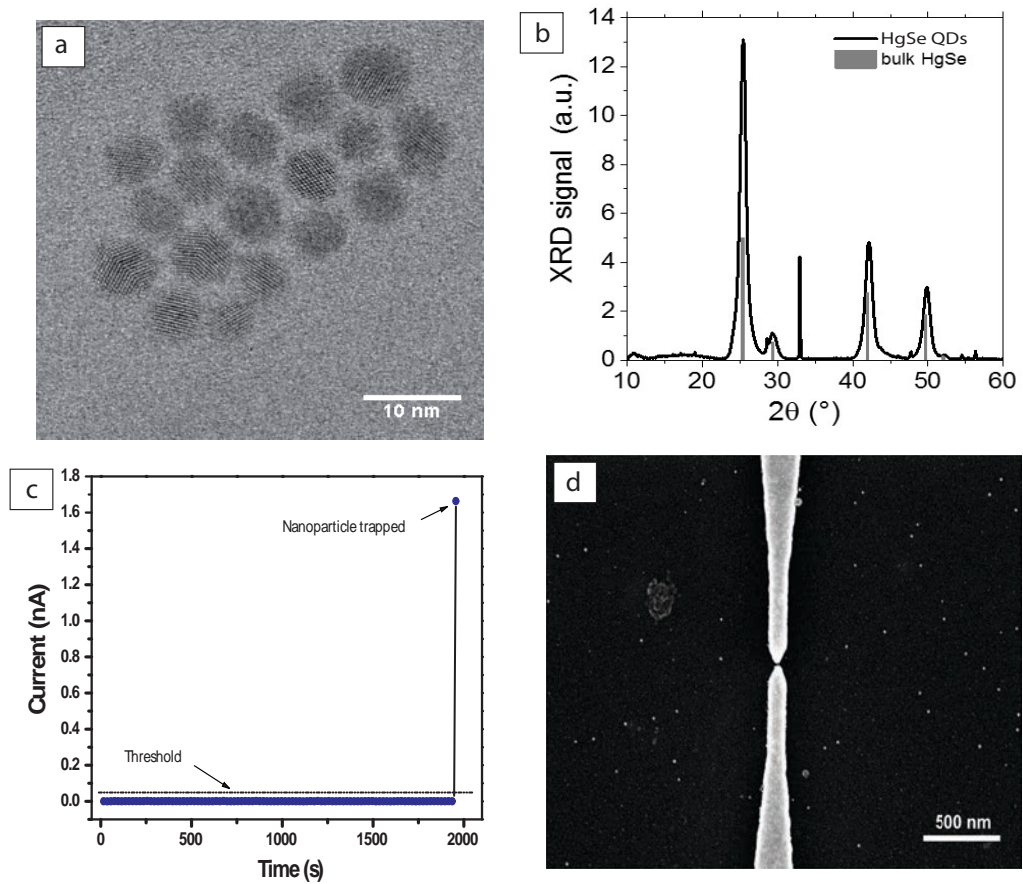 a
10 nm
b
HgSe QDs
bulk HgSe
14
12
10
8
6
4
2
0
XRD signal (a.u.)
10 20 30 40 50 60
2θ (°)
c
1.8
1.6
1.4
1.2
1.0
0.8
0.6
0.4
0.2
0.0
Current (nA)
Nanoparticle trapped
Threshold
0 500 1000 1500 2000
Time (s)
d
500 nm